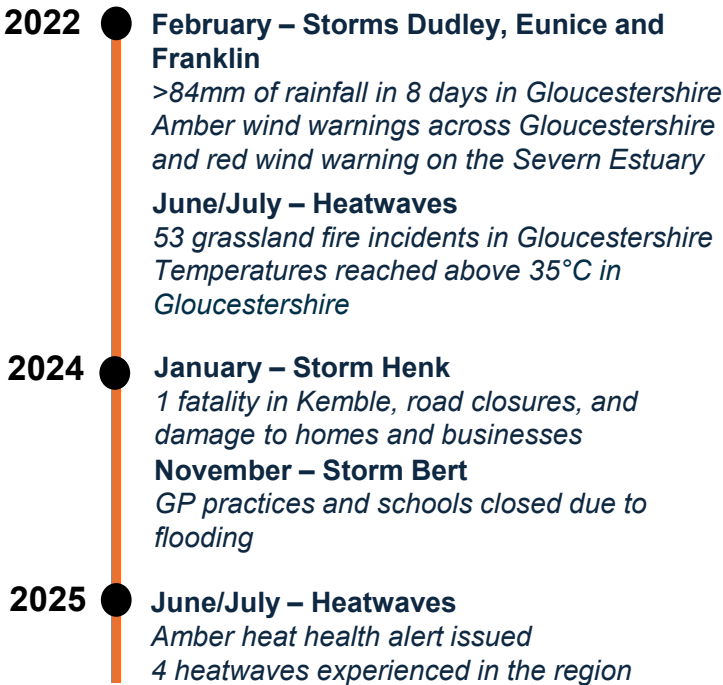 2022
February – Storms Dudley, Eunice and
Franklin
>84mm of rainfall in 8 days in Gloucestershire
Amber wind warnings across Gloucestershire
and red wind warning on the Severn Estuary
June/July – Heatwaves
53 grassland fire incidents in Gloucestershire
Temperatures reached above 35°C in
Gloucestershire
2024
January – Storm Henk
1 fatality in Kemble, road closures, and
damage to homes and businesses
November – Storm Bert
GP practices and schools closed due to
flooding
2025
June/July – Heatwaves
Amber heat health alert issued
4 heatwaves experienced in the region